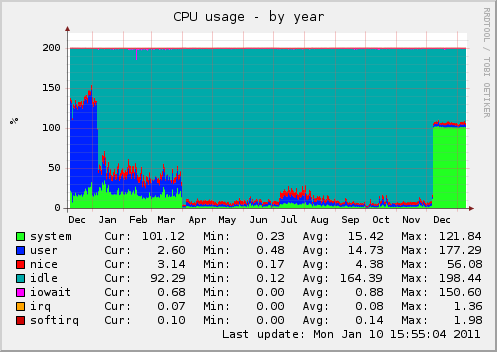 CPU usage - by year
RRDTOOL / TOBI OETIKER
%
200
150
100
50
0
Dec Jan Feb Mar Apr May Jun Jul Aug Sep Oct Nov Dec
system Cur: 101.12 Min: 0.23 Avg: 15.42 Max: 121.84
user Cur: 2.60 Min: 0.48 Avg: 14.73 Max: 177.29
nice Cur: 3.14 Min: 0.17 Avg: 4.38 Max: 56.08
idle Cur: 92.29 Min: 0.12 Avg: 164.39 Max: 198.44
iowait Cur: 0.68 Min: 0.00 Avg: 0.88 Max: 150.60
irq Cur: 0.07 Min: 0.00 Avg: 0.08 Max: 1.36
softirq Cur: 0.10 Min: 0.00 Avg: 0.14 Max: 1.98
Last update: Mon Jan 10 15:55:04 2011